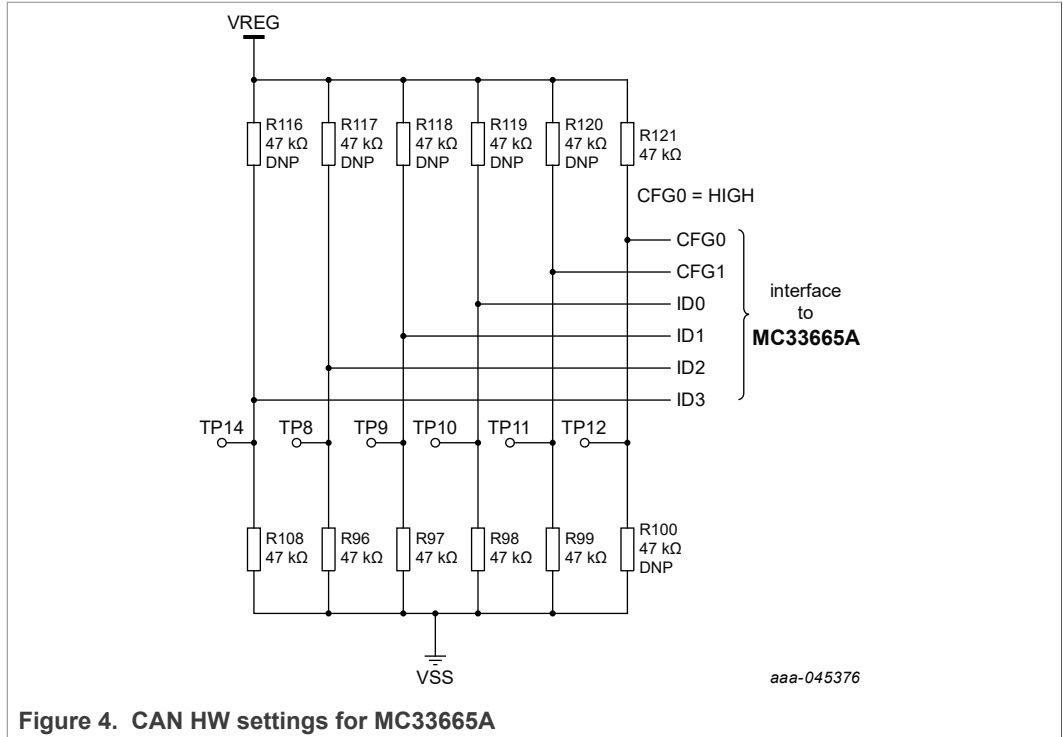 VREG
R116
47 kΩ
DNP
R117
47 kΩ
DNP
R118
47 kΩ
DNP
R119
47 kΩ
DNP
R120
47 kΩ
DNP
R121
47 kΩ
CFG0 = HIGH
CFG0
CFG1
ID0
ID1
ID2
ID3
interface
to
MC33665A
TP14
TP8
TP9
TP10
TP11
TP12
R108
47 kΩ
R96
47 kΩ
R97
47 kΩ
R98
47 kΩ
R99
47 kΩ
R100
47 kΩ
DNP
VSS
aaa-045376
Figure 4. CAN HW settings for MC33665A